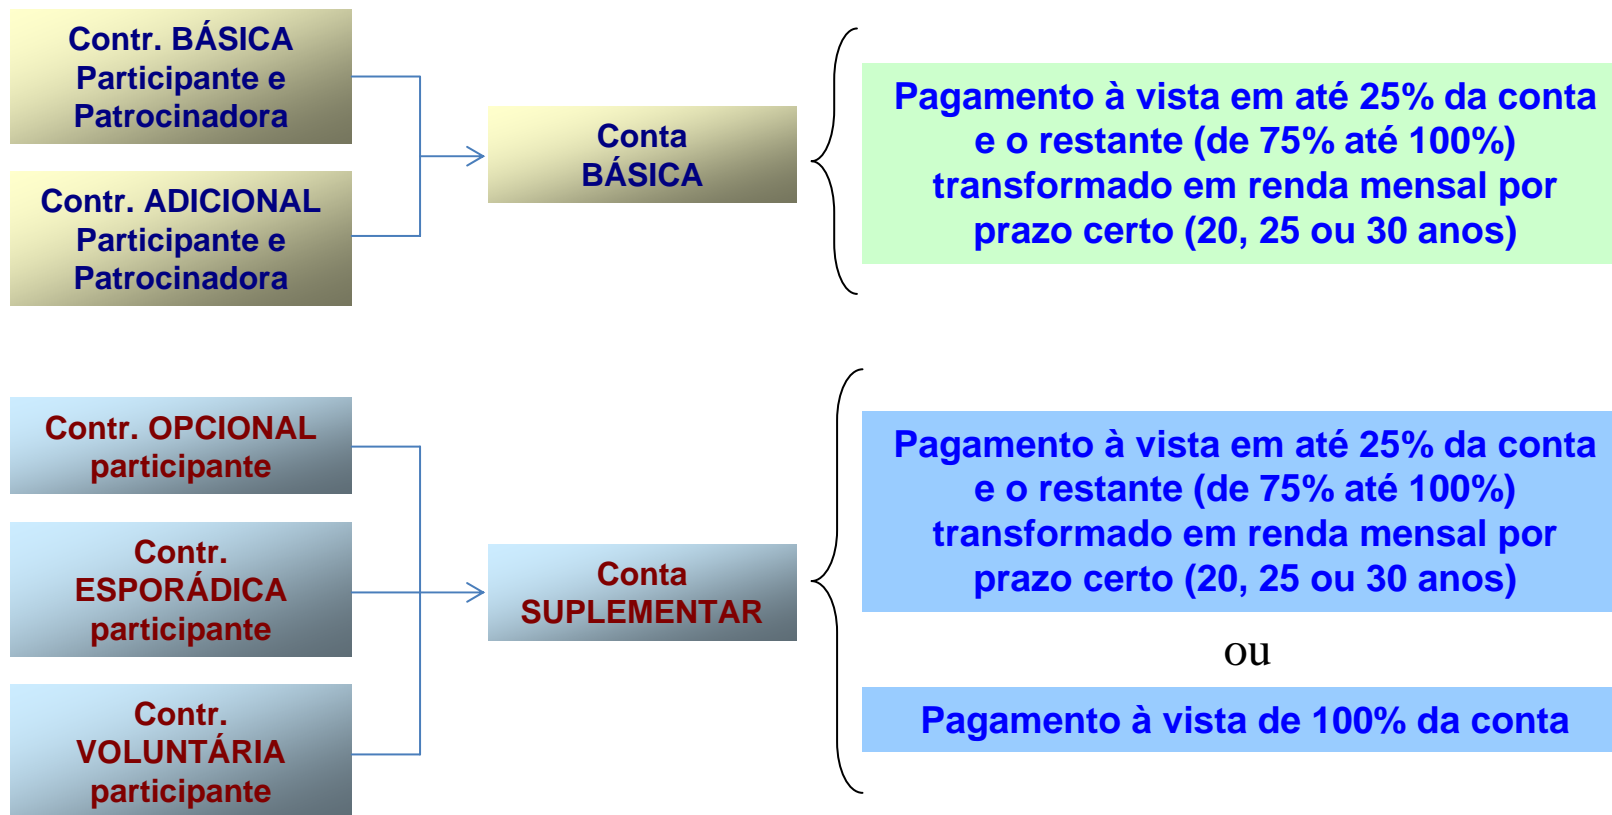 Contr. BÁSICA
Participante e
Patrocinadora
Contr. ADICIONAL
Participante e
Patrocinadora
Conta
BÁSICA
Pagamento à vista em até 25% da conta
e o restante (de 75% até 100%)
transformado em renda mensal por
prazo certo (20, 25 ou 30 anos)
Contr. OPCIONAL
participante
Contr.
ESPORÁDICA
participante
Contr.
VOLUNTÁRIA
participante
Conta
SUPLEMENTAR
Pagamento à vista em até 25% da conta
e o restante (de 75% até 100%)
transformado em renda mensal por
prazo certo (20, 25 ou 30 anos)
ou
Pagamento à vista de 100% da conta